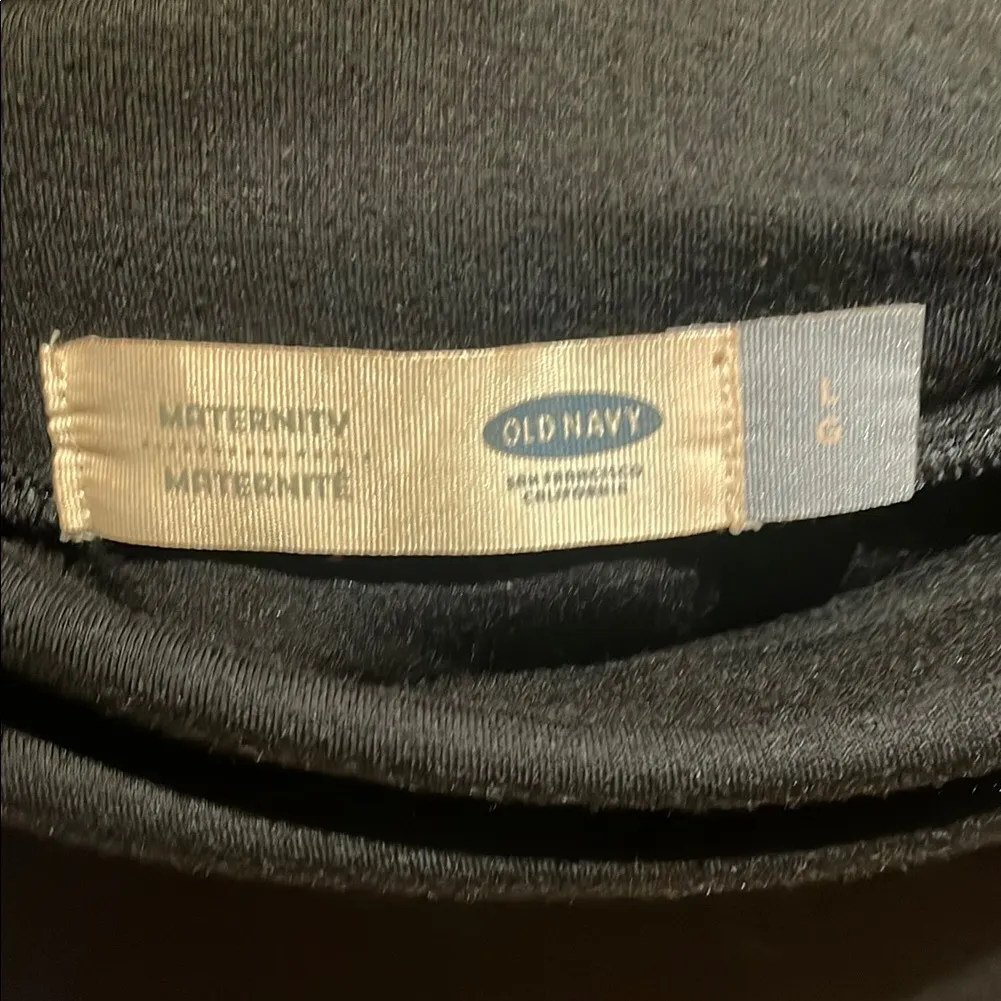 MATERNITY
MATERNITÉ
OLD NAVY
SAN FRANCISCO
CALIFORNIA
L
G